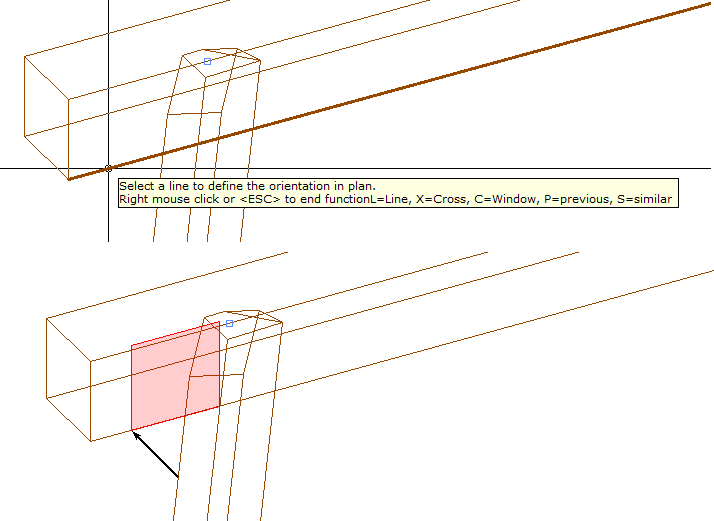 Select a line to define the orientation in plan.
Right mouse click or <ESC> to end functionL=Line, X=Cross, C=Window, P=previous, S=similar